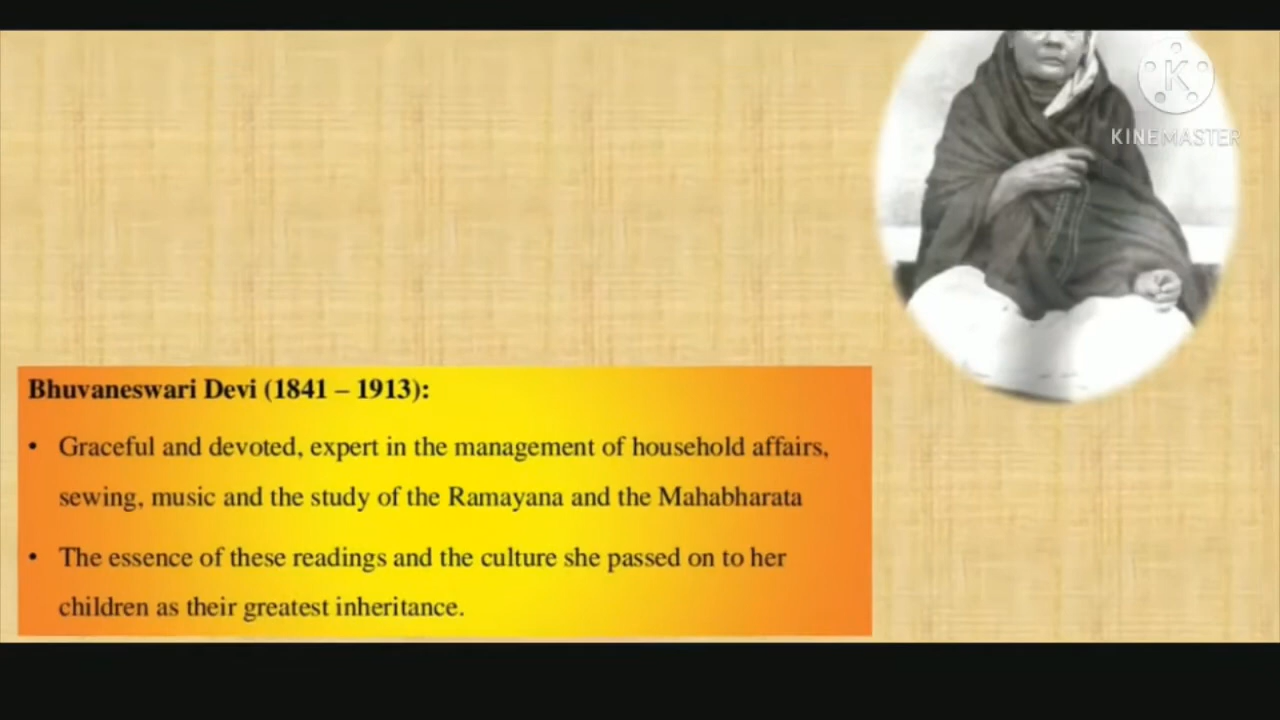 K
KINEMASTER
Bhuvaneswari Devi (1841 – 1913):
• Graceful and devoted, expert in the management of household affairs,
sewing, music and the study of the Ramayana and the Mahabharata
• The essence of these readings and the culture she passed on to her
children as their greatest inheritance.